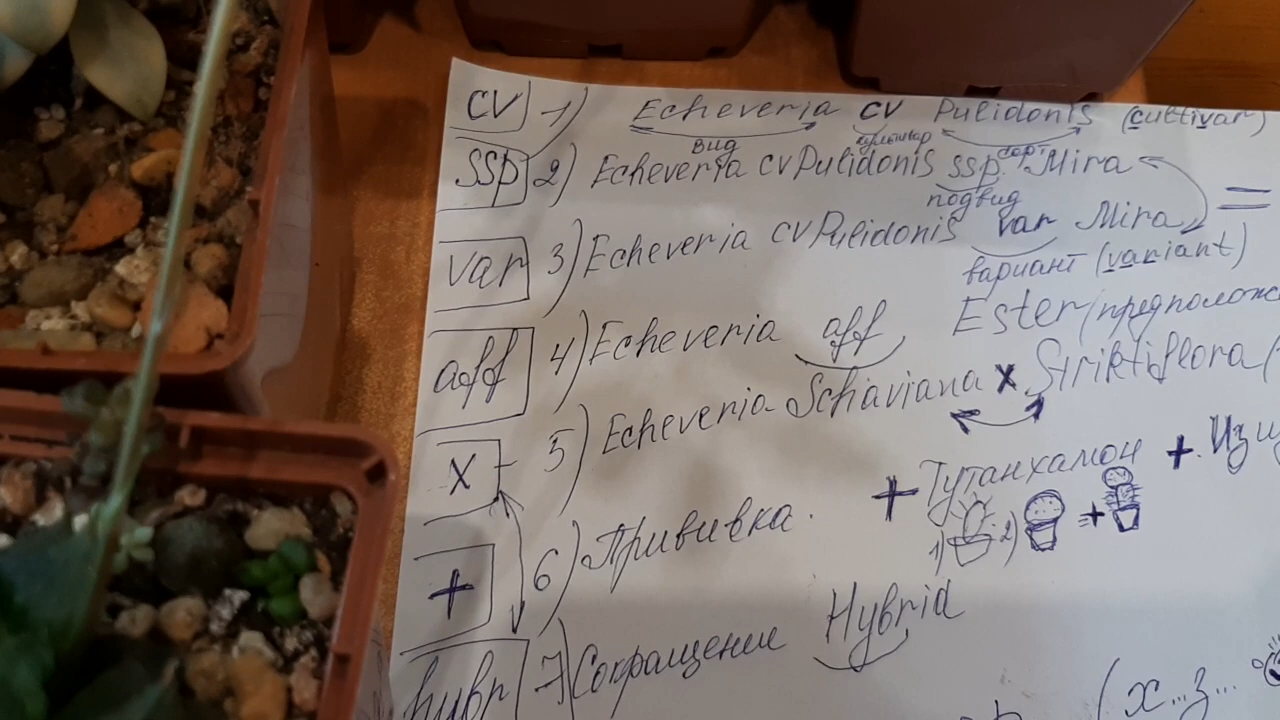 cv 1) Echeveria cv Pulidonis (cultivar)
вид культивар
ssp 2) Echeveria cv Pulidonis ssp. сорт Mira
подвид =
var 3) Echeveria cv Pulidonis var Mira
вариант (variant)
aff 4) Echeveria aff Ester (предполож
X - 5) Echeveria Schaviana X Striktiflora (
+ 6) Прививка. + Тутанхамон + Из
1) 2) =+
hybr 7) Сокращение Hybrid
(х...з...